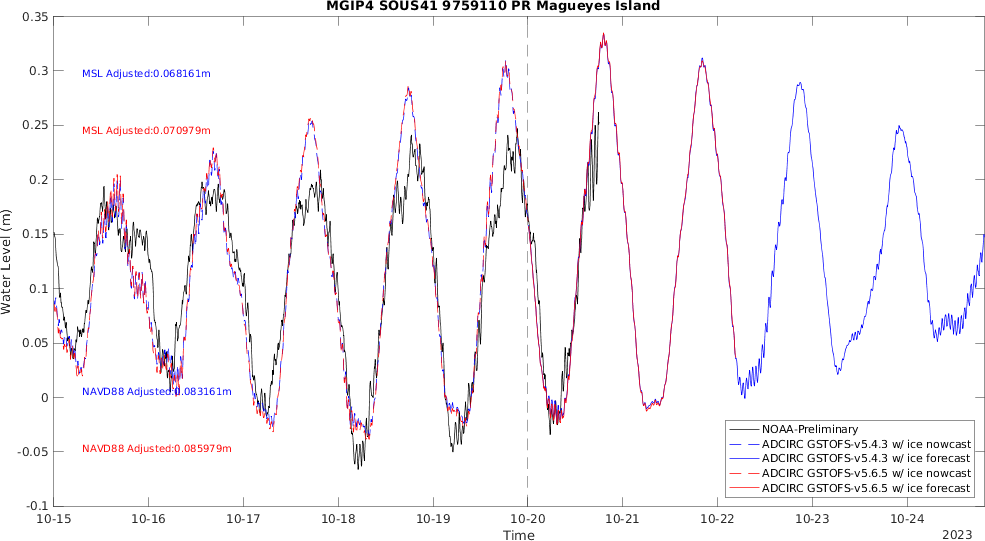 MGIP4 SOUS41 9759110 PR Magueyes Island
0.35
0.3
0.25
0.2
0.15
0.1
0.05
0
-0.05
-0.1
Water Level (m)
MSL Adjusted:0.068161m
MSL Adjusted:0.070979m
NAVD88 Adjusted:0.083161m
NAVD88 Adjusted:0.085979m
NOAA-Preliminary
ADCIRC GSTOFS-v5.4.3 w/ ice nowcast
ADCIRC GSTOFS-v5.4.3 w/ ice forecast
ADCIRC GSTOFS-v5.6.5 w/ ice nowcast
ADCIRC GSTOFS-v5.6.5 w/ ice forecast
10-15 10-16 10-17 10-18 10-19 10-20 10-21 10-22 10-23 10-24
Time
2023